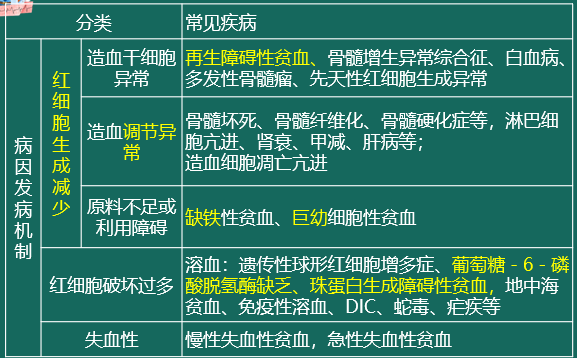 分类
常见疾病
病因发病机制
红细胞生成减少
造血干细胞
异常
再生障碍性贫血、骨髓增生异常综合征、白血病、
多发性骨髓瘤、先天性红细胞生成异常
造血调节异
常
骨髓坏死、骨髓纤维化、骨髓硬化症等，淋巴细
胞亢进、肾衰、甲减、肝病等；
造血细胞凋亡亢进
原料不足或
利用障碍
缺铁性贫血、巨幼细胞性贫血
红细胞破坏过多
溶血：遗传性球形红细胞增多症、葡萄糖－6－磷
酸脱氢酶缺乏、珠蛋白生成障碍性贫血，地中海
贫血、免疫性溶血、DIC、蛇毒、疟疾等
失血性
慢性失血性贫血，急性失血性贫血